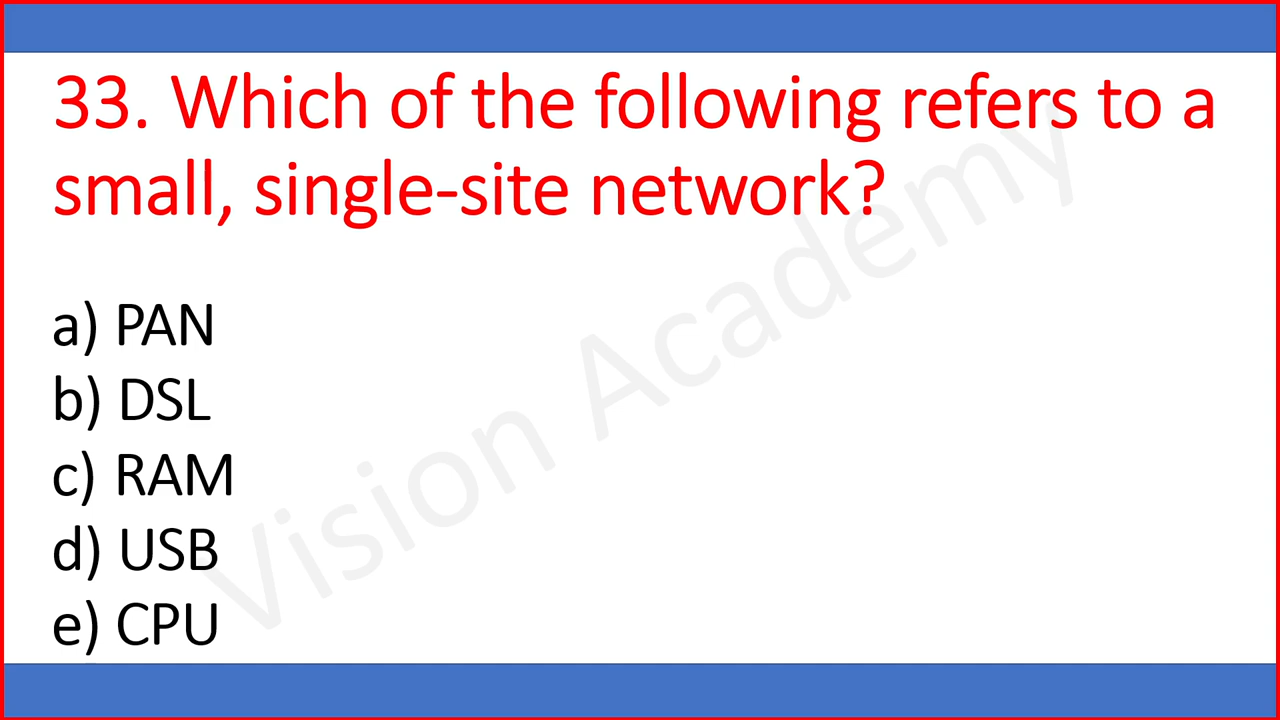 33. Which of the following refers to a
small, single-site network?
a) PAN
b) DSL
c) RAM
d) USB
e) CPU
Vision Academy